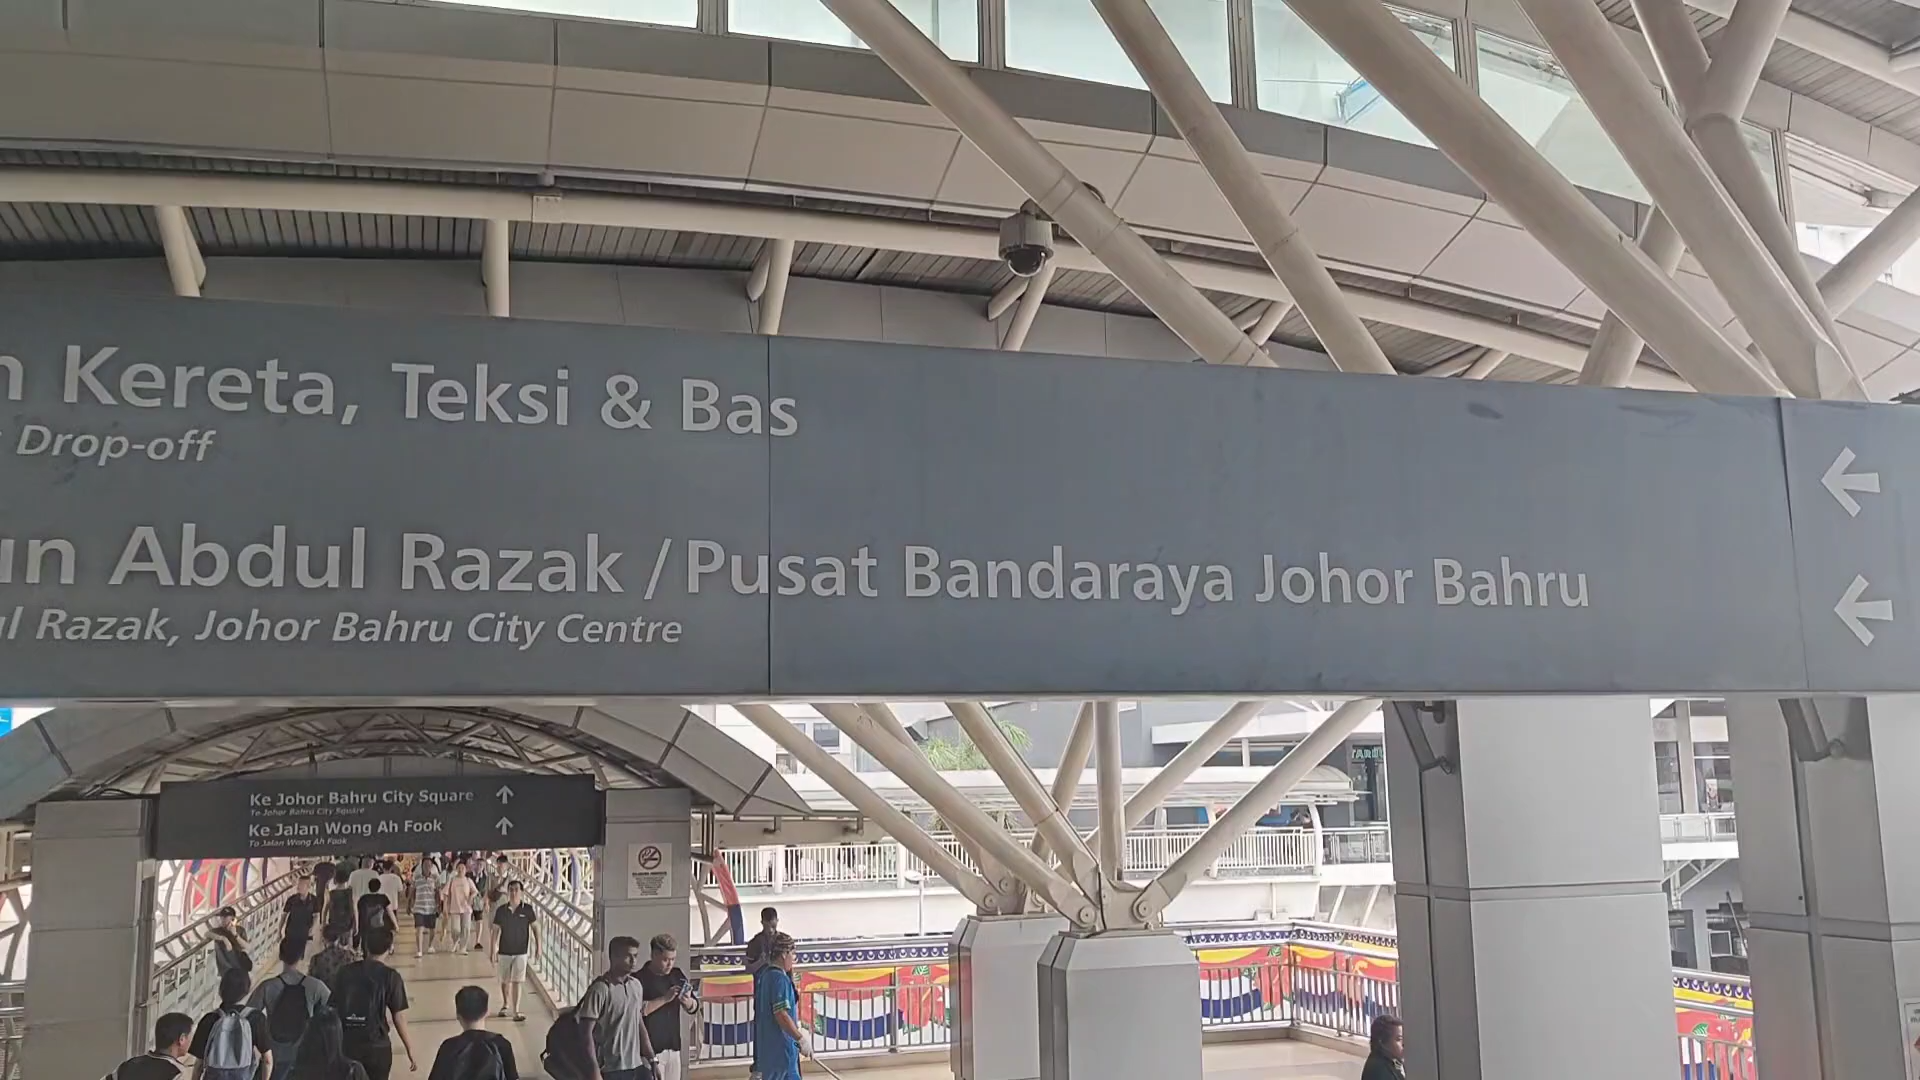 Kereta, Teksi & Bas
Drop-off
Abdul Razak / Pusat Bandaraya Johor Bahru
Razak, Johor Bahru City Centre
Ke Johor Bahru City Square
To Johor Bahru City Square
Ke Jalan Wong Ah Fook
To Jalan Wong Ah Fook